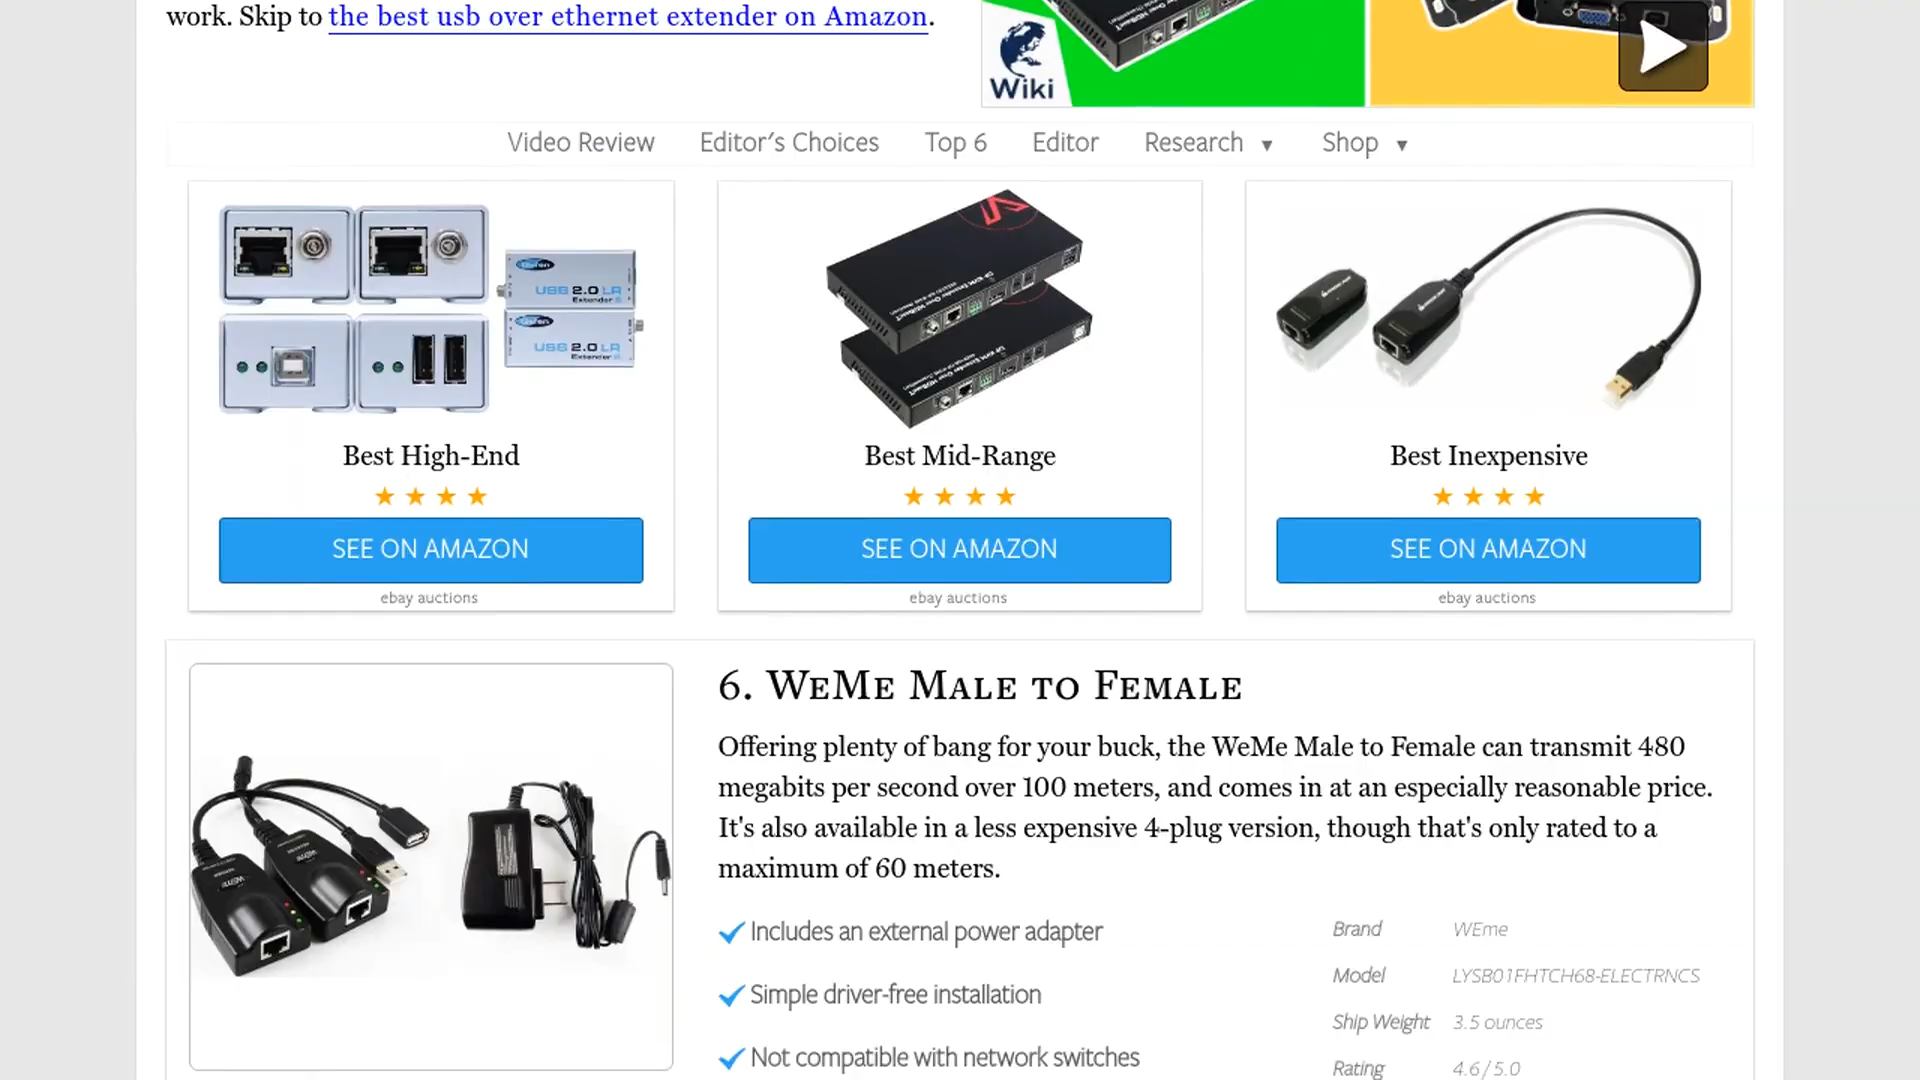 work. Skip to the best usb over ethernet extender on Amazon.
Wiki
Video Review Editor's Choices Top 6 Editor Research ▼ Shop ▼
USB 2.0 LR
Extender
USB 2.0 LR
Extender
Best High-End
★ ★ ★ ★
SEE ON AMAZON
ebay auctions
Best Mid-Range
★ ★ ★ ★
SEE ON AMAZON
ebay auctions
Best Inexpensive
★ ★ ★ ★
SEE ON AMAZON
ebay auctions
6. WeMe Male to Female
Offering plenty of bang for your buck, the WeMe Male to Female can transmit 480
megabits per second over 100 meters, and comes in at an especially reasonable price.
It's also available in a less expensive 4-plug version, though that's only rated to a
maximum of 60 meters.
Includes an external power adapter
Simple driver-free installation
Not compatible with network switches
Brand WEme
Model LYSB01FHTCH68-ELECTRNCS
Ship Weight 3.5 ounces
Rating 4.6/5.0